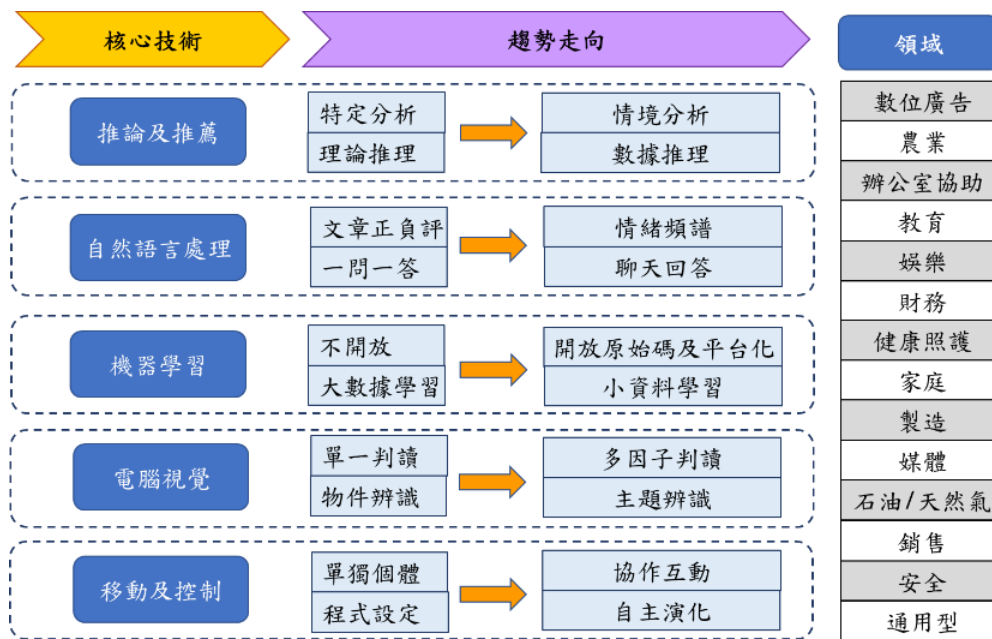 核心技術
趨勢走向
領域
推論及推薦
特定分析
理論推理
情境分析
數據推理
自然語言處理
文章正負評
一問一答
情緒頻譜
聊天回答
機器學習
不開放
大數據學習
開放原始碼及平台化
小資料學習
電腦視覺
單一判讀
物件辨識
多因子判讀
主題辨識
移動及控制
單獨個體
程式設定
協作互動
自主演化
數位廣告
農業
辦公室協助
教育
娛樂
財務
健康照護
家庭
製造
媒體
石油/天然氣
銷售
安全
通用型